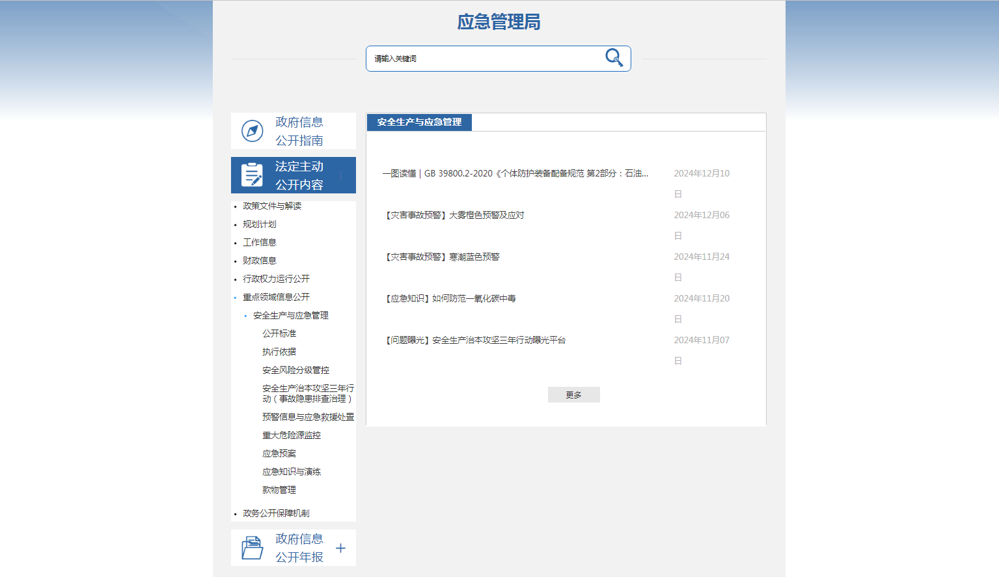 应急管理局
请输入关键词
政府信息
公开指南
法定主动
公开内容
政策文件与解读
规划计划
工作信息
财政信息
行政权力运行公开
重点领域信息公开
安全生产与应急管理
公开标准
执行依据
安全风险分级管控
安全生产治本攻坚三年行
动（事故隐患排查治理）
预警信息与应急救援处置
重大危险源监控
应急预案
应急知识与演练
款物管理
政务公开保障机制
政府信息
公开年报
安全生产与应急管理
一图读懂 | GB 39800.2-2020《个体防护装备配备规范 第2部分：石油... 2024年12月10
日
【灾害事故预警】大雾橙色预警及应对 2024年12月06
日
【灾害事故预警】寒潮蓝色预警 2024年11月24
日
【应急知识】如何防范一氧化碳中毒 2024年11月20
日
【问题曝光】安全生产治本攻坚三年行动曝光平台 2024年11月07
日
更多